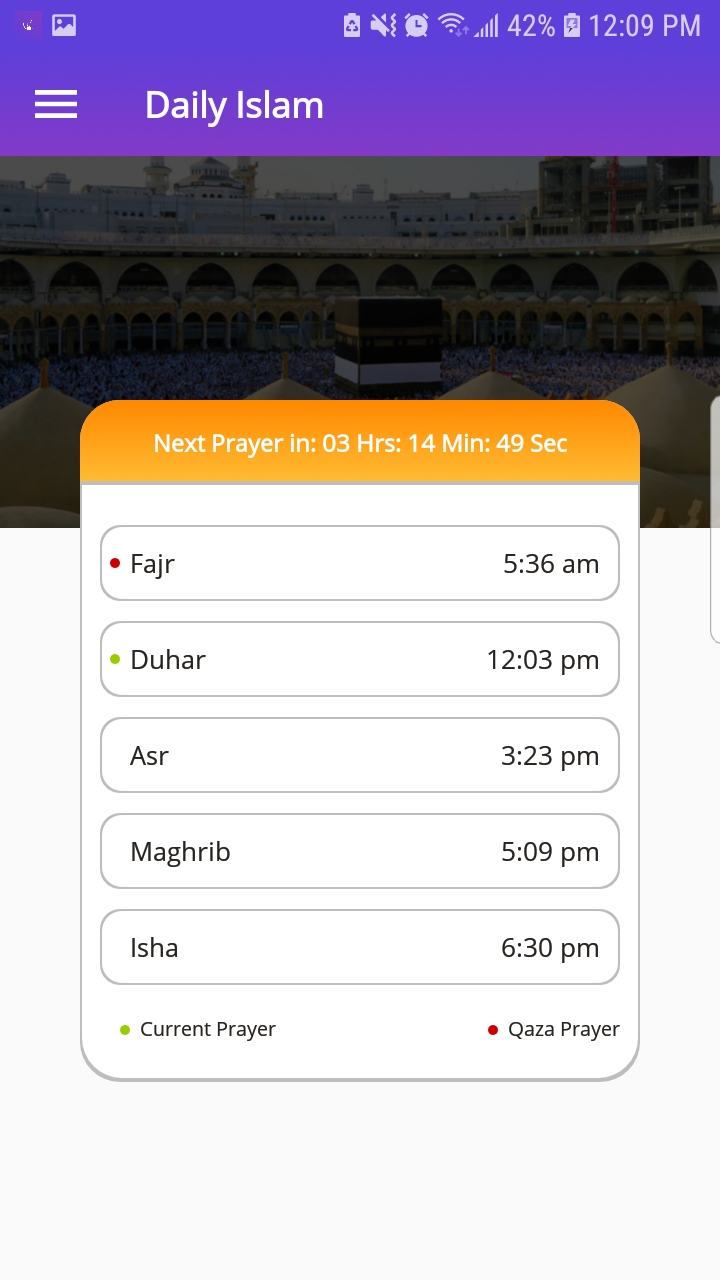 42% 12:09 PM
Daily Islam
Next Prayer in: 03 Hrs: 14 Min: 49 Sec
Fajr 5:36 am
Duhar 12:03 pm
Asr 3:23 pm
Maghrib 5:09 pm
Isha 6:30 pm
Current Prayer Qaza Prayer